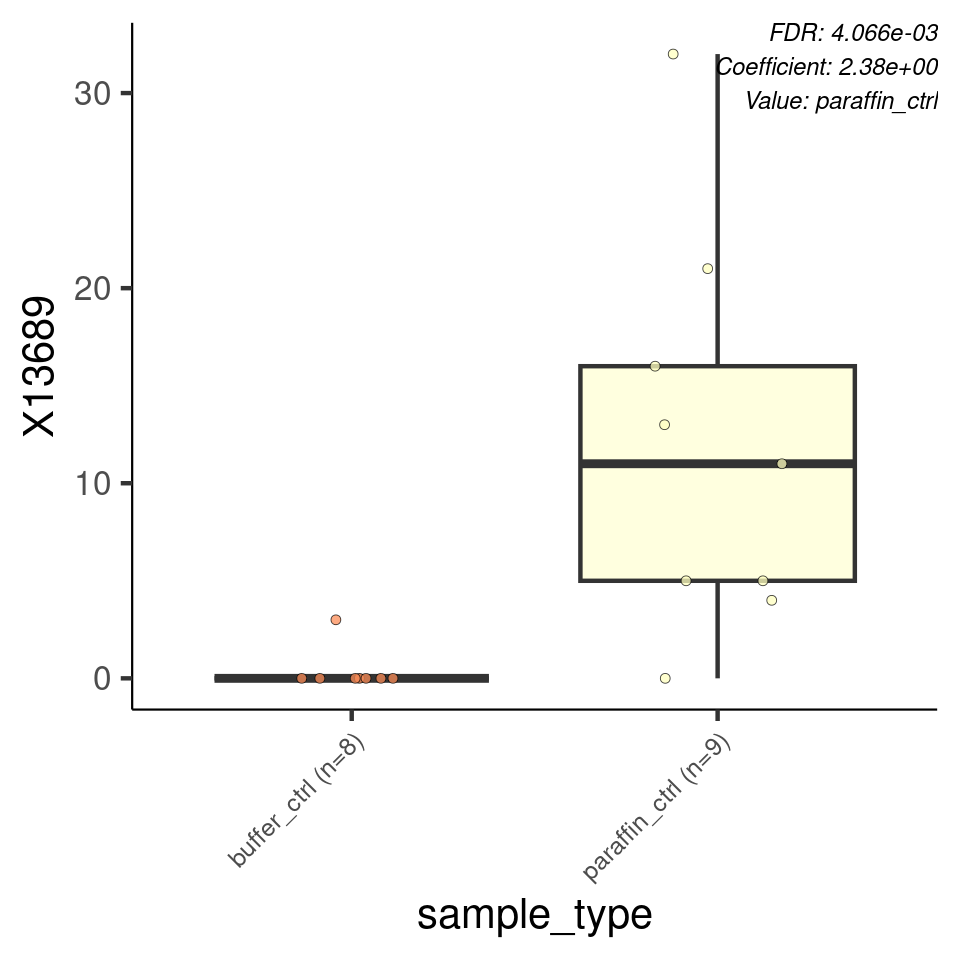 FDR: 4.066e-03
Coefficient: 2.38e+00
Value: paraffin_ctrl
30
20
10
0
X13689
buffer_ctrl (n=8)
paraffin_ctrl (n=9)
sample_type